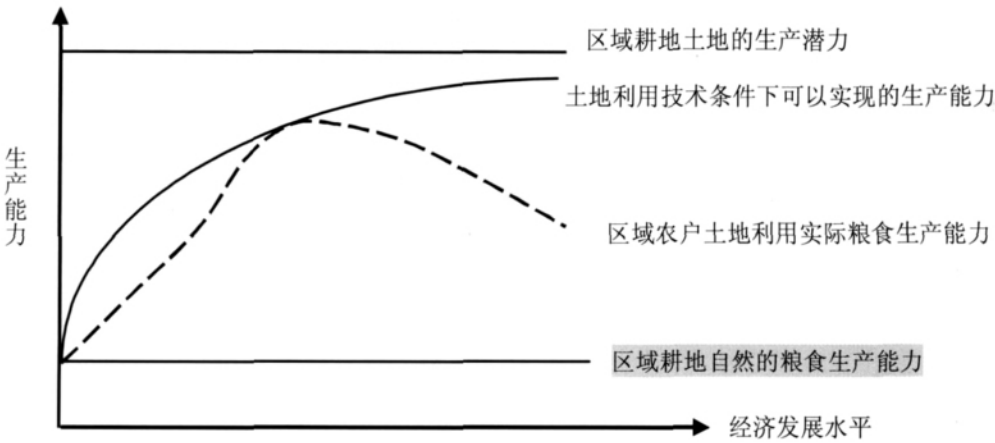 区域耕地土地的生产潜力
土地利用技术条件下可以实现的生产能力
生产能力
区域农户土地利用实际粮食生产能力
区域耕地自然的粮食生产能力
经济发展水平